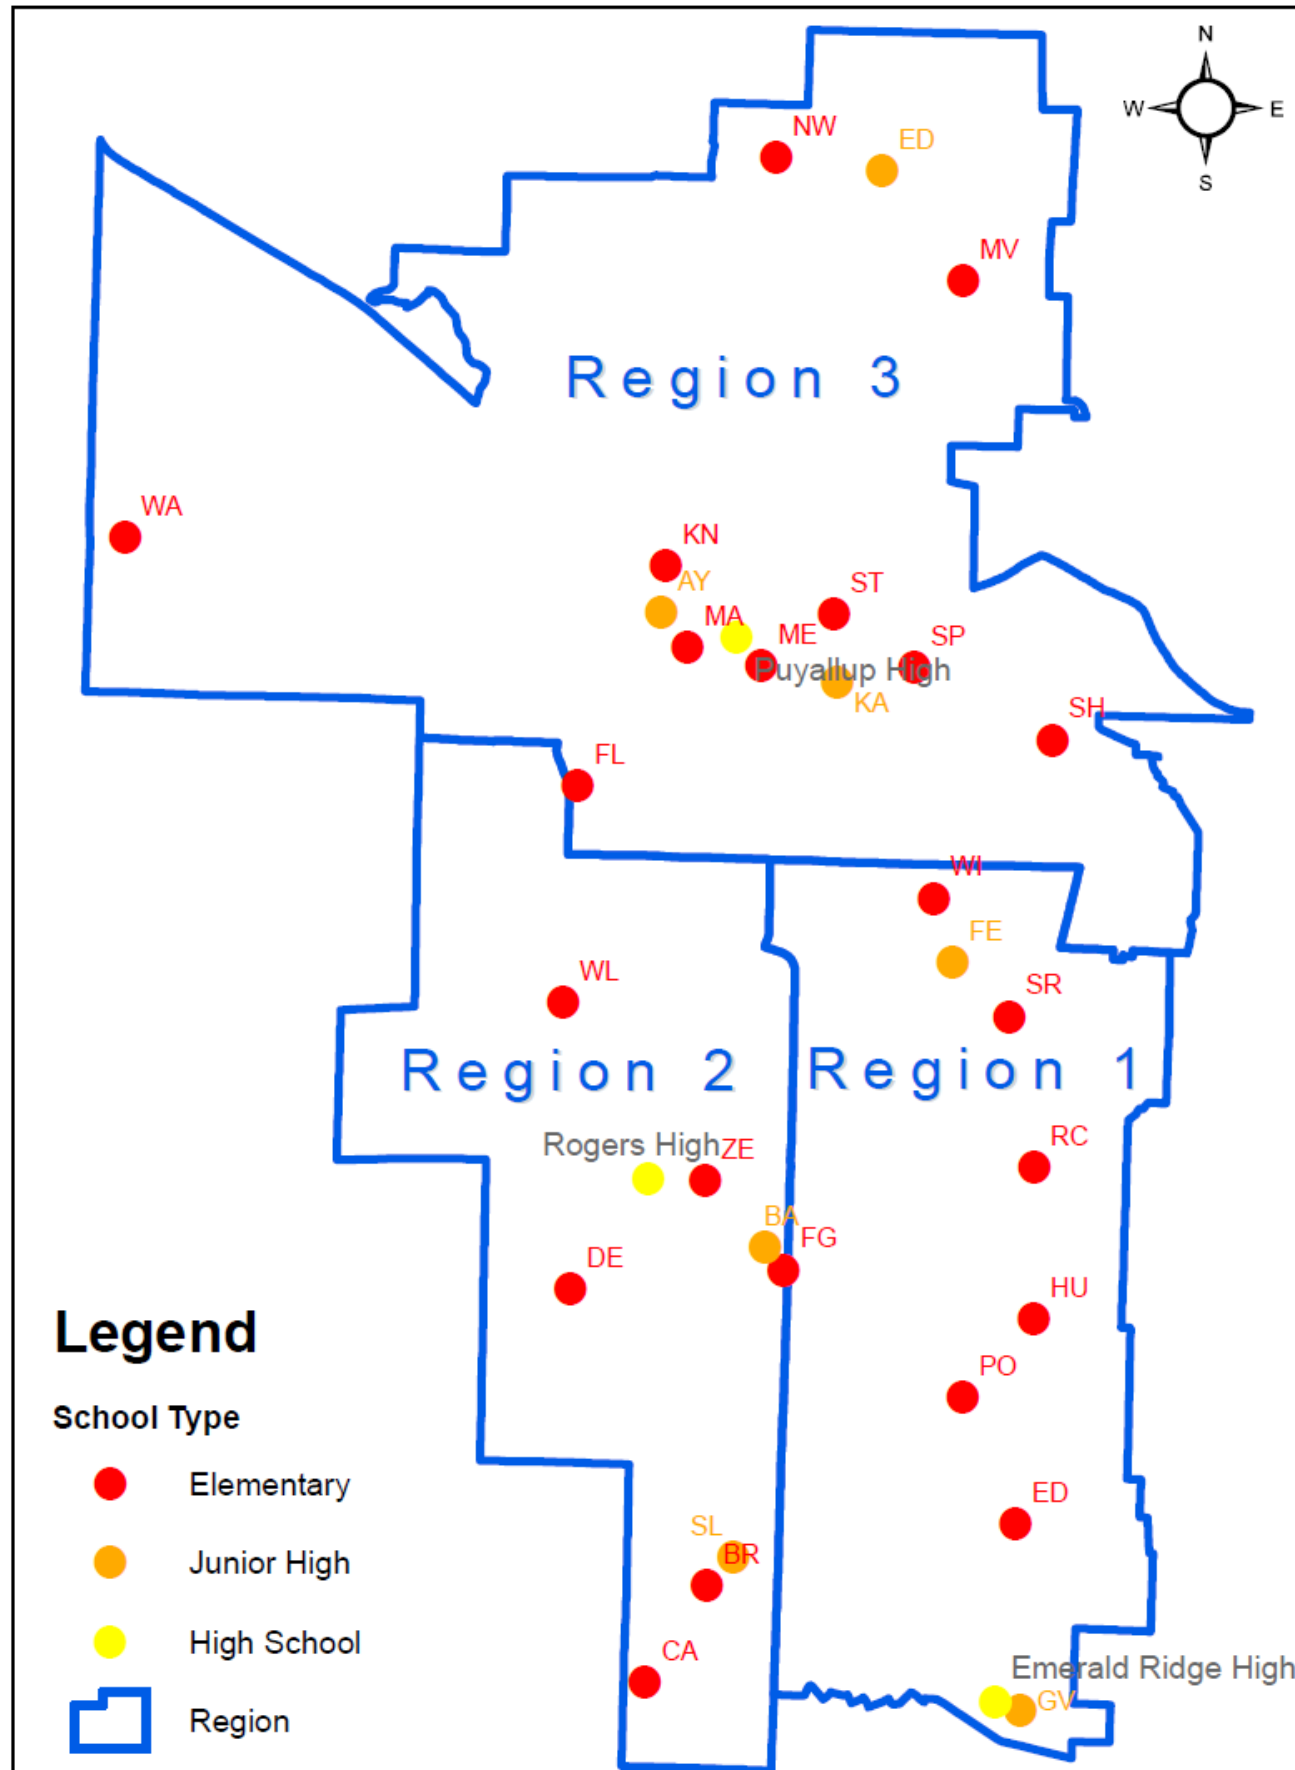 N
W E
S
NW
ED
MV
Region 3
WA
KN
AY
ST
MA
ME
SP
Puyallup High
KA
SH
FL
WI
FE
WL
SR
Region 2
Region 1
RC
Rogers High
ZE
BA
FG
DE
HU
PO
ED
SL
BR
CA
Emerald Ridge High
GV
Legend
School Type
Elementary
Junior High
High School
Region